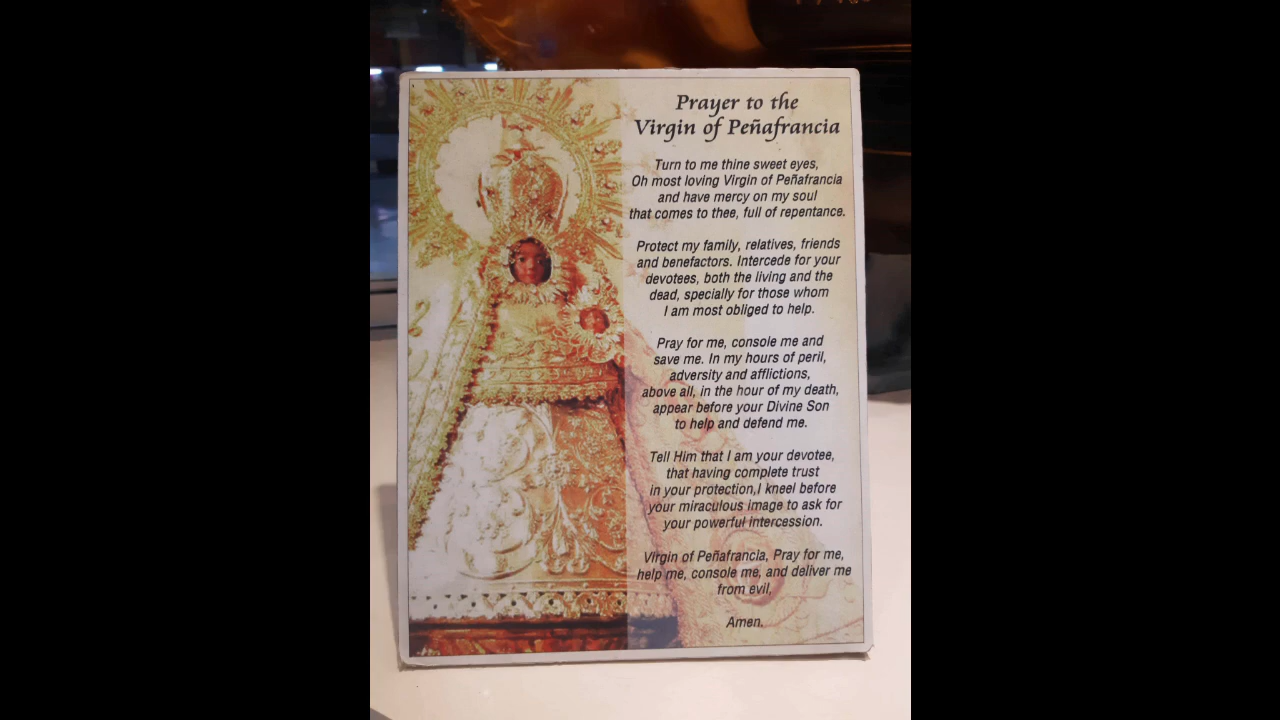 Prayer to the
Virgin of Peñafrancia
Turn to me thine sweet eyes,
Oh most loving Virgin of Peñafrancia
and have mercy on my soul
that comes to thee, full of repentance.
Protect my family, relatives, friends
and benefactors. Intercede for your
devotees, both the living and the
dead, specially for those whom
I am most obliged to help.
Pray for me, console me and
save me. In my hours of peril,
adversity and afflictions,
above all, in the hour of my death,
appear before your Divine Son
to help and defend me.
Tell Him that I am your devotee,
that having complete trust
in your protection,I kneel before
your miraculous image to ask for
your powerful intercession.
Virgin of Peñafrancia, Pray for me,
help me, console me, and deliver me
from evil,
Amen.